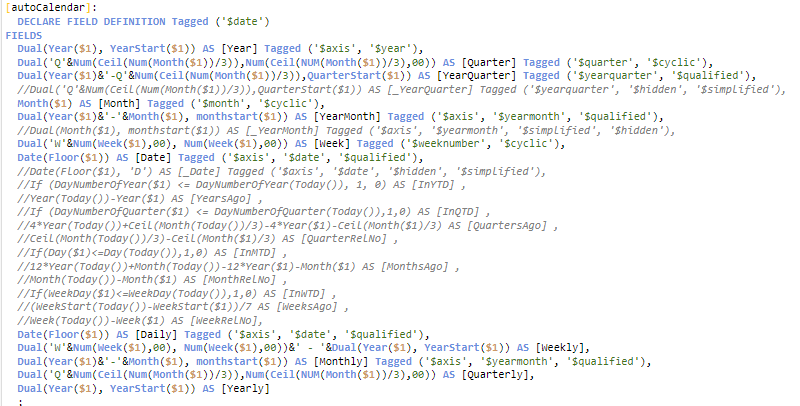 [autoCalendar]:
DECLARE FIELD DEFINITION Tagged ('$date')
FIELDS
Dual(Year($1), YearStart($1)) AS [Year] Tagged ('$axis', '$year'),
Dual('Q'&Num(Ceil(Num(Month($1))/3)),Num(Ceil(NUM(Month($1))/3),00)) AS [Quarter] Tagged ('$quarter', '$cyclic'),
Dual(Year($1)&'-Q'&Num(Ceil(Num(Month($1))/3)),QuarterStart($1)) AS [YearQuarter] Tagged ('$yearquarter', '$qualified'),
//Dual('Q'&Num(Ceil(Num(Month($1))/3)),QuarterStart($1)) AS [_YearQuarter] Tagged ('$yearquarter', '$hidden', '$simplified'),
Month($1) AS [Month] Tagged ('$month', '$cyclic'),
Dual(Year($1)&'-'&Month($1), monthstart($1)) AS [YearMonth] Tagged ('$axis', '$yearmonth', '$qualified'),
//Dual(Month($1), monthstart($1)) AS [_YearMonth] Tagged ('$axis', '$yearmonth', '$simplified', '$hidden'),
Dual('W'&Num(Week($1),00), Num(Week($1),00)) AS [Week] Tagged ('$weeknumber', '$cyclic'),
Date(Floor($1)) AS [Date] Tagged ('$axis', '$date', '$qualified'),
//Date(Floor($1), 'D') AS [_Date] Tagged ('$axis', '$date', '$hidden', '$simplified'),
//If (DayNumberOfYear($1) <= DayNumberOfYear(Today()), 1, 0) AS [InYTD] ,
//Year(Today())-Year($1) AS [YearsAgo] ,
//If (DayNumberOfQuarter($1) <= DayNumberOfQuarter(Today()),1,0) AS [InQTD] ,
//4*Year(Today())+Ceil(Month(Today())/3)-4*Year($1)-Ceil(Month($1)/3) AS [QuartersAgo] ,
//Ceil(Month(Today())/3)-Ceil(Month($1)/3) AS [QuarterRelNo] ,
//If(Day($1)<=Day(Today()),1,0) AS [InMTD] ,
//12*Year(Today())+Month(Today())-12*Year($1)-Month($1) AS [MonthsAgo] ,
//Month(Today())-Month($1) AS [MonthRelNo] ,
//If(WeekDay($1)<=WeekDay(Today()),1,0) AS [InWTD] ,
//(WeekStart(Today())-WeekStart($1))/7 AS [WeeksAgo] ,
//Week(Today())-Week($1) AS [WeekRelNo],
Date(Floor($1)) AS [Daily] Tagged ('$axis', '$date', '$qualified'),
Dual('W'&Num(Week($1),00), Num(Week($1),00))&' - '&Dual(Year($1), YearStart($1)) AS [Weekly],
Dual(Year($1)&'-'&Month($1), monthstart($1)) AS [Monthly] Tagged ('$axis', '$yearmonth', '$qualified'),
Dual('Q'&Num(Ceil(Num(Month($1))/3)),Num(Ceil(NUM(Month($1))/3),00)) AS [Quarterly],
Dual(Year($1), YearStart($1)) AS [Yearly]
;